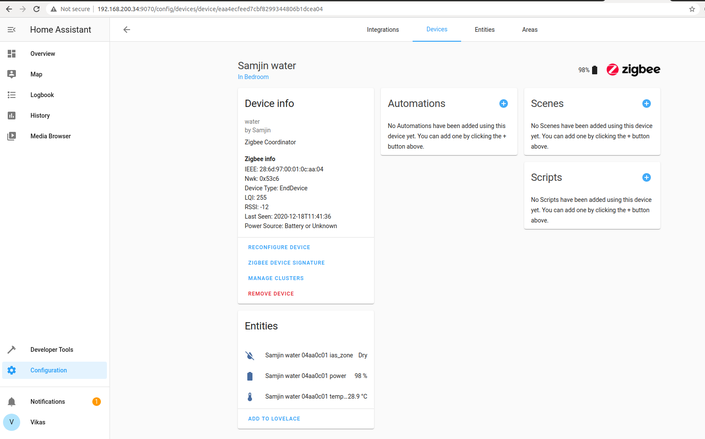 Not secure 192.168.200.34:9070/config/devices/device/eaa4ecfeed7cbf8299344806b1dcea04
Home Assistant
Integrations Devices Entities Areas
Overview
Map
Logbook
History
Media Browser
Developer Tools
Configuration
Notifications 1
V Vikas
Samjin water
In Bedroom
98% zigbee
Device info
water
by Samjin
Zigbee Coordinator
Zigbee info
IEEE: 28:6d:97:00:01:0c:aa:04
Nwk: 0x53c6
Device Type: EndDevice
LQI: 255
RSSI: -12
Last Seen: 2020-12-18T11:41:36
Power Source: Battery or Unknown
RECONFIGURE DEVICE
ZIGBEE DEVICE SIGNATURE
MANAGE CLUSTERS
REMOVE DEVICE
Entities
Samjin water 04aa0c01 ias_zone Dry
Samjin water 04aa0c01 power 98 %
Samjin water 04aa0c01 temp... 28.9 °C
ADD TO LOVELACE
Automations
No Automations have been added using this
device yet. You can add one by clicking the +
button above.
Scenes
No Scenes have been added using this
device yet. You can add one by clicking the +
button above.
Scripts
No Scripts have been added using this device
yet. You can add one by clicking the + button
above.